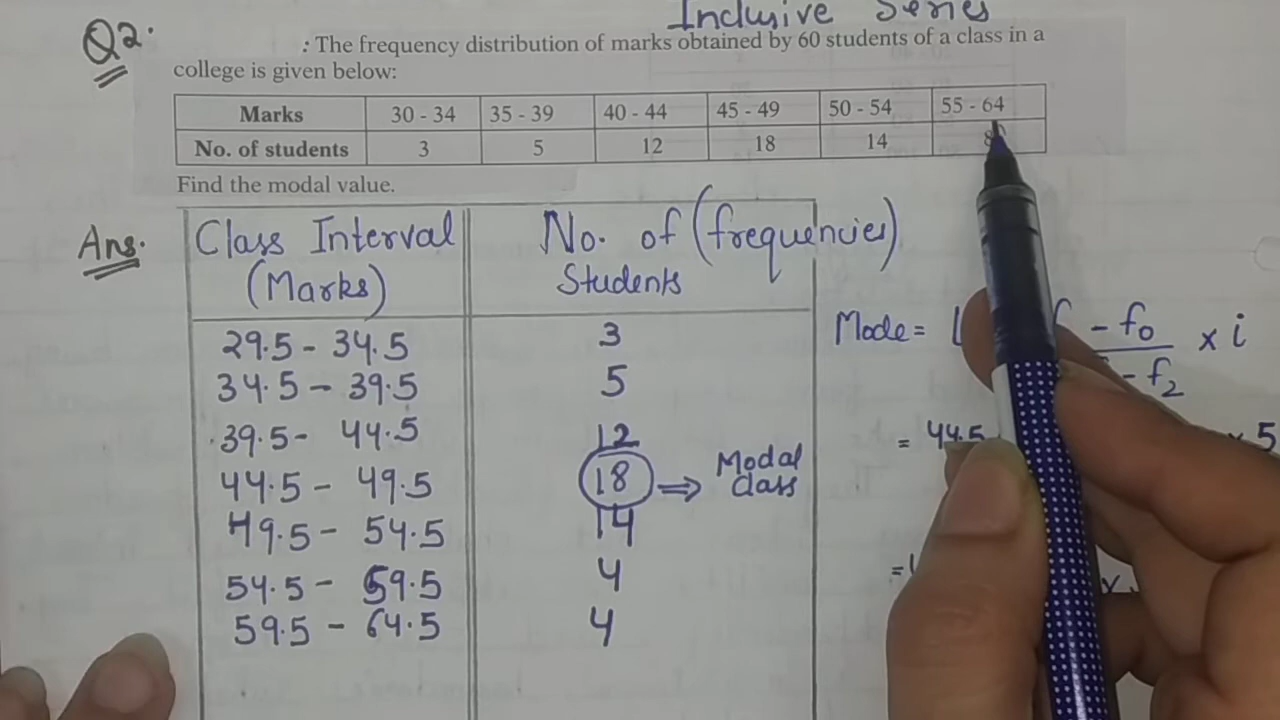 Inclusive Series
Q2.
: The frequency distribution of marks obtained by 60 students of a class in a
college is given below:
Marks 30 - 34 35 - 39 40 - 44 45 - 49 50 - 54 55 - 64
No. of students 3 5 12 18 14 8
Find the modal value.
Ans.
Class Interval (Marks) No. of Students (frequencies)
29.5 - 34.5 3
34.5 - 39.5 5
39.5 - 44.5 12
44.5 - 49.5 18 ⇒ Modal class
49.5 - 54.5 14
54.5 - 59.5 4
59.5 - 64.5 4
Mode = - f0 × i
- f2
= 44.5 × 5
=